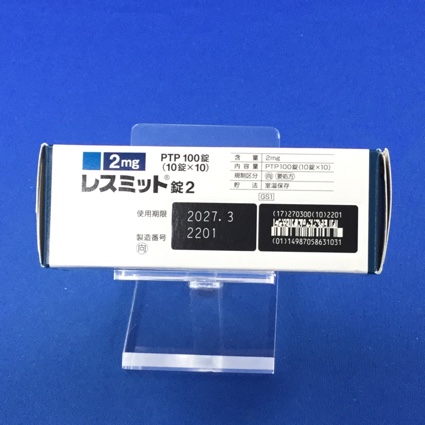 2mg PTP 100錠
(10錠×10)
レスミット®錠2
含 量 2mg
内 容 量 PTP100錠(10錠×10)
規制区分 向 要処方
貯 法 室温保存
GS1
使用期限 2027.3
製造番号 2201
向
(17)270300(10)2201
(01)14987058631031